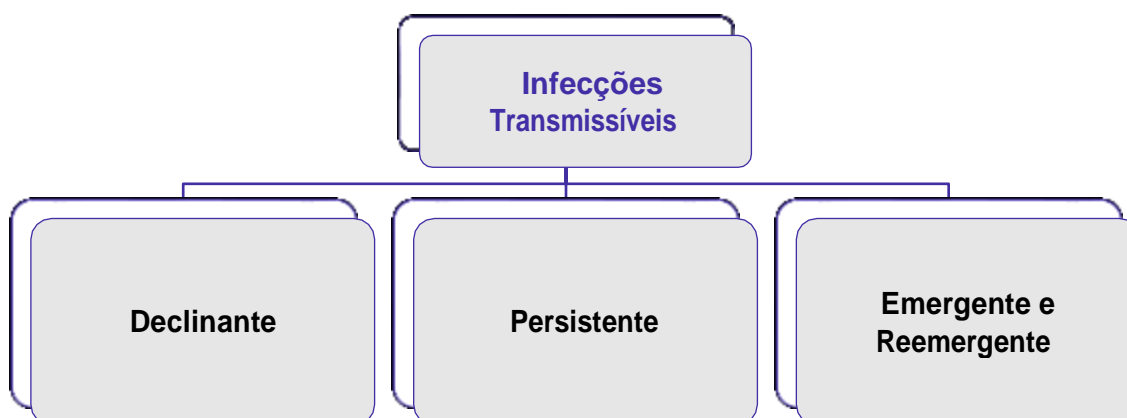 Infecções
Transmissíveis
Declinante
Persistente
Emergente e
Reemergente